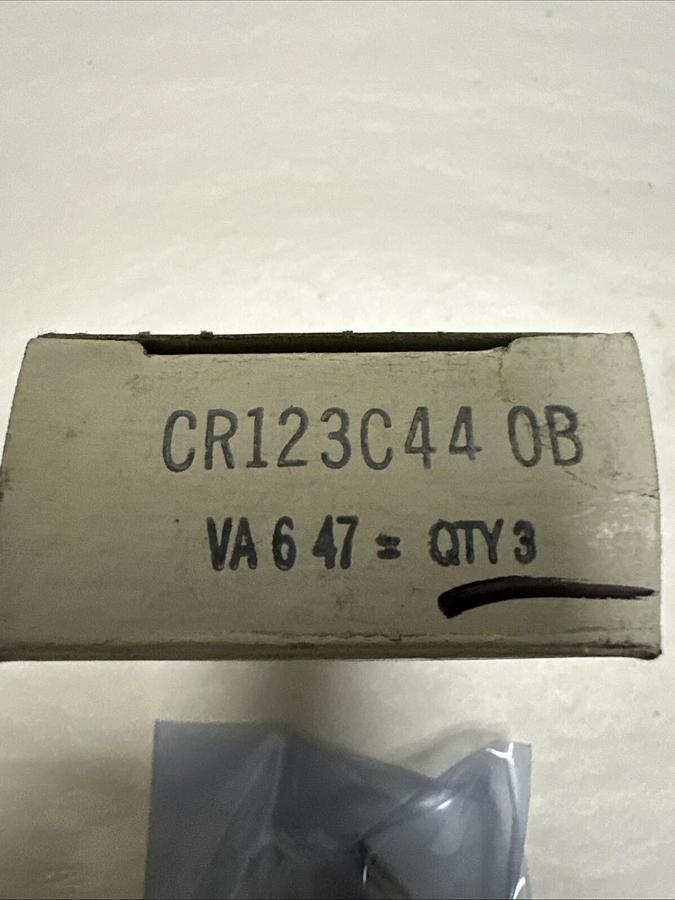 CR123C44 0B
VA 6 47 = QTY 3